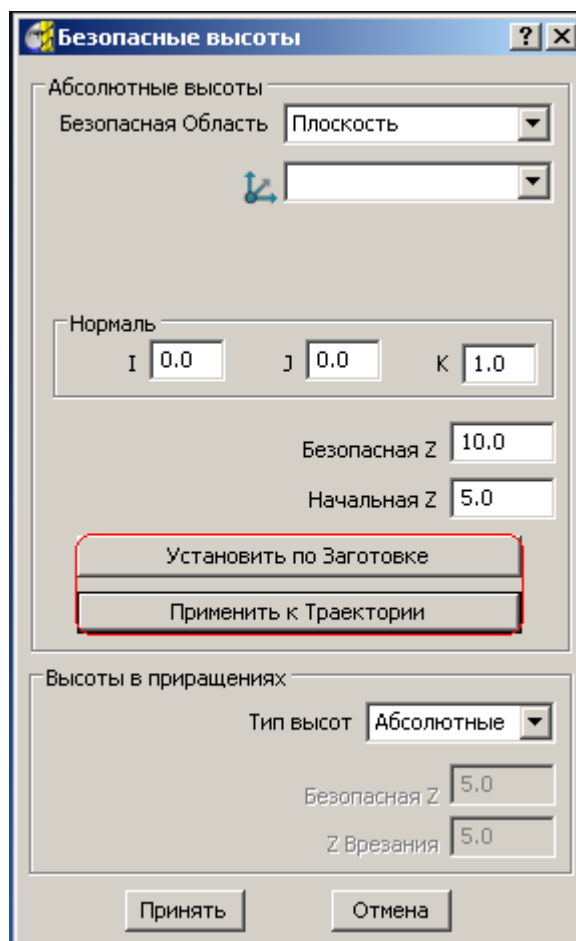 Безопасные высоты
Абсолютные высоты
Безопасная Область Плоскость
Нормаль
I 0.0 J 0.0 K 1.0
Безопасная Z 10.0
Начальная Z 5.0
Установить по Заготовке
Применить к Траектории
Высоты в приращениях
Тип высот Абсолютные
Безопасная Z 5.0
Z Врезания 5.0
Принять Отмена